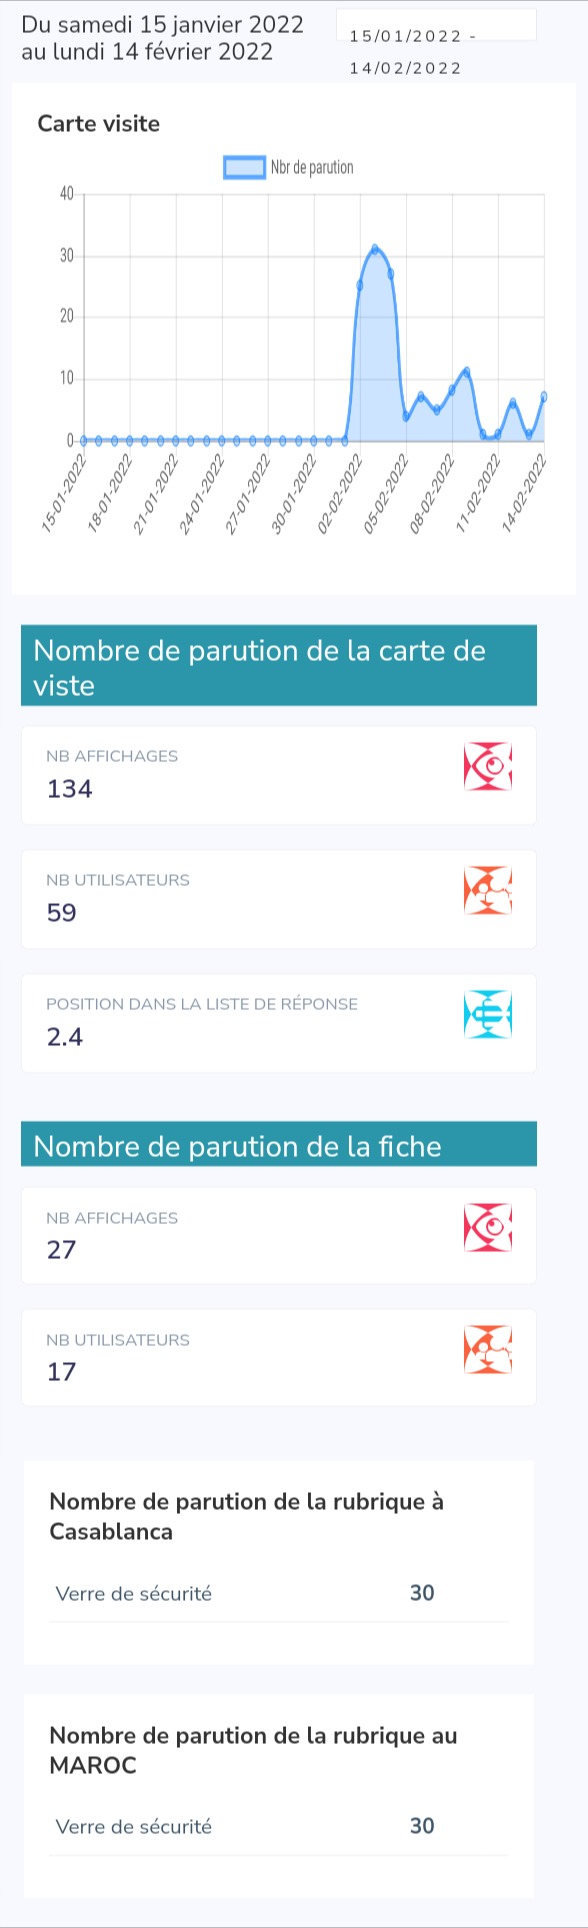 Du samedi 15 janvier 2022
au lundi 14 février 2022
15/01/2022 -
14/02/2022
Carte visite
Nbr de parution
40
30
20
10
0
15-01-2022
18-01-2022
21-01-2022
24-01-2022
27-01-2022
30-01-2022
02-02-2022
05-02-2022
08-02-2022
11-02-2022
14-02-2022
Nombre de parution de la carte de
viste
NB AFFICHAGES
134
NB UTILISATEURS
59
POSITION DANS LA LISTE DE RÉPONSE
2.4
Nombre de parution de la fiche
NB AFFICHAGES
27
NB UTILISATEURS
17
Nombre de parution de la rubrique à
Casablanca
Verre de sécurité 30
Nombre de parution de la rubrique au
MAROC
Verre de sécurité 30